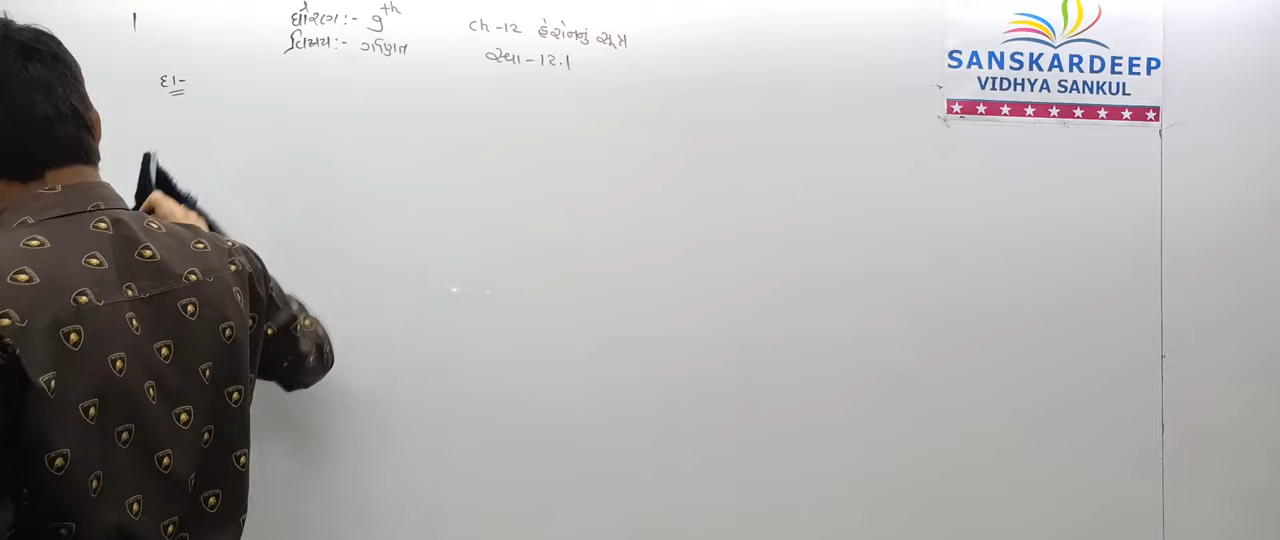 ધોરણ :- 9th
વિષય :- ગણિત
Ch-12 હેરોનનું સૂત્ર
સ્વા-12.1
દા-
SANSKARDEEP
VIDHYA SANKUL